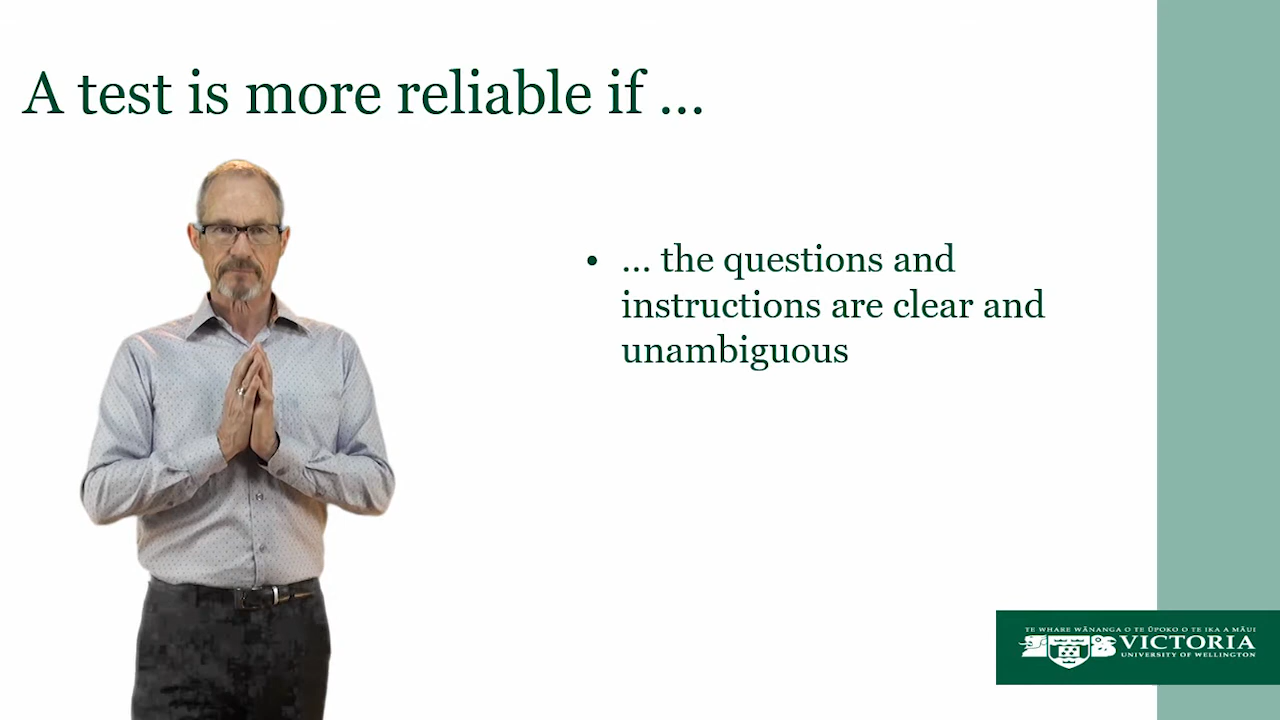 A test is more reliable if ...
• ... the questions and
instructions are clear and
unambiguous
TE WHARE WĀNANGA O TE ŪPOKO O TE IKA A MĀUI
VICTORIA
UNIVERSITY OF WELLINGTON